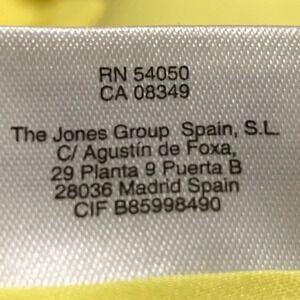 RN 54050
CA 08349
The Jones Group Spain, S.L.
C/ Agustín de Foxa,
29 Planta 9 Puerta B
28036 Madrid Spain
CIF B85998490